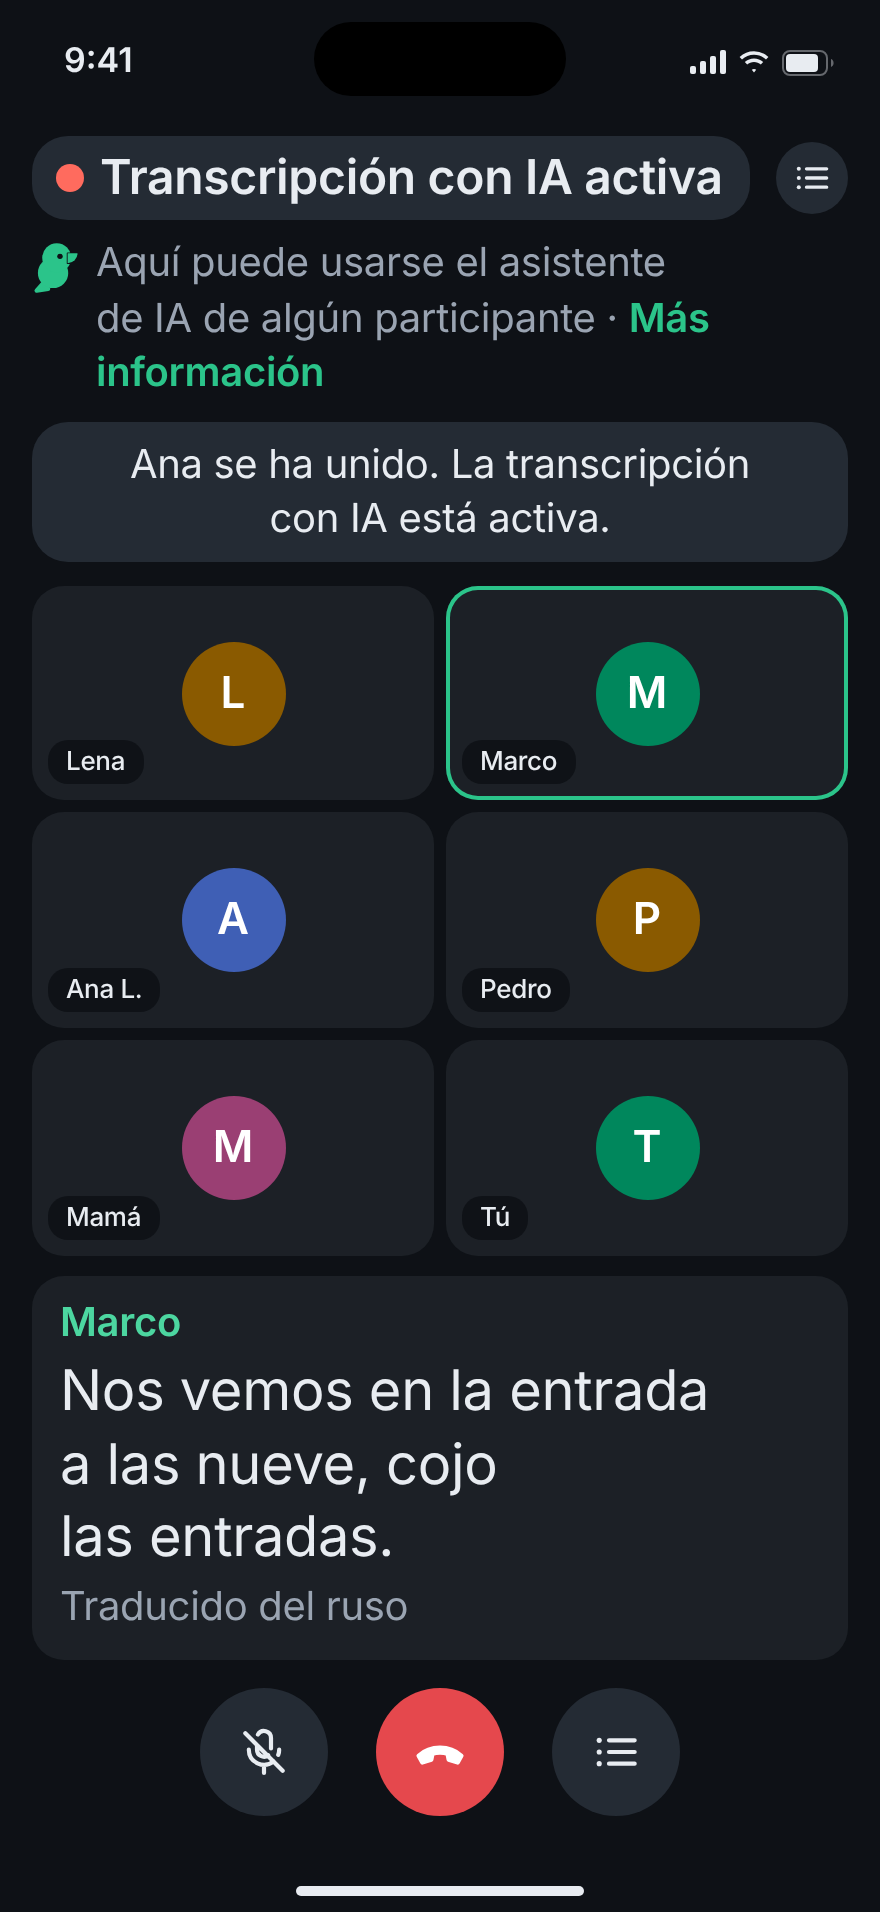 9:41
Transcripción con IA activa
Aquí puede usarse el asistente
de IA de algún participante · Más
información
Ana se ha unido. La transcripción
con IA está activa.
L
Lena
M
Marco
A
Ana L.
P
Pedro
M
Mamá
T
Tú
Marco
Nos vemos en la entrada
a las nueve, cojo
las entradas.
Traducido del ruso